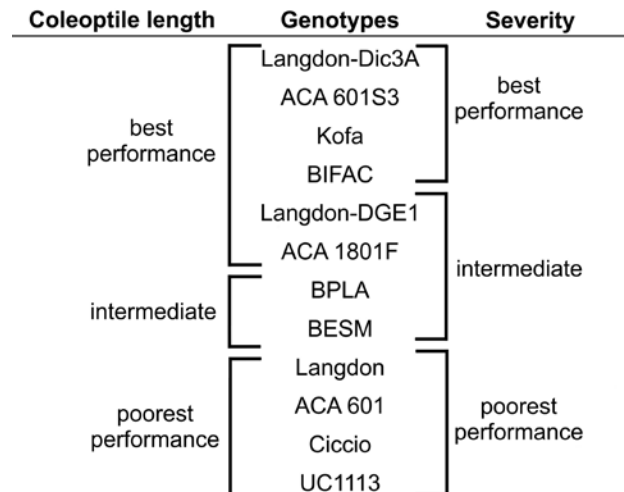 Coleoptile length Genotypes Severity
Langdon-Dic3A
ACA 601S3
Kofa
BIFAC
Langdon-DGE1
ACA 1801F
BPLA
BESM
Langdon
ACA 601
Ciccio
UC1113
best
performance
intermediate
poorest
performance
best
performance
intermediate
poorest
performance